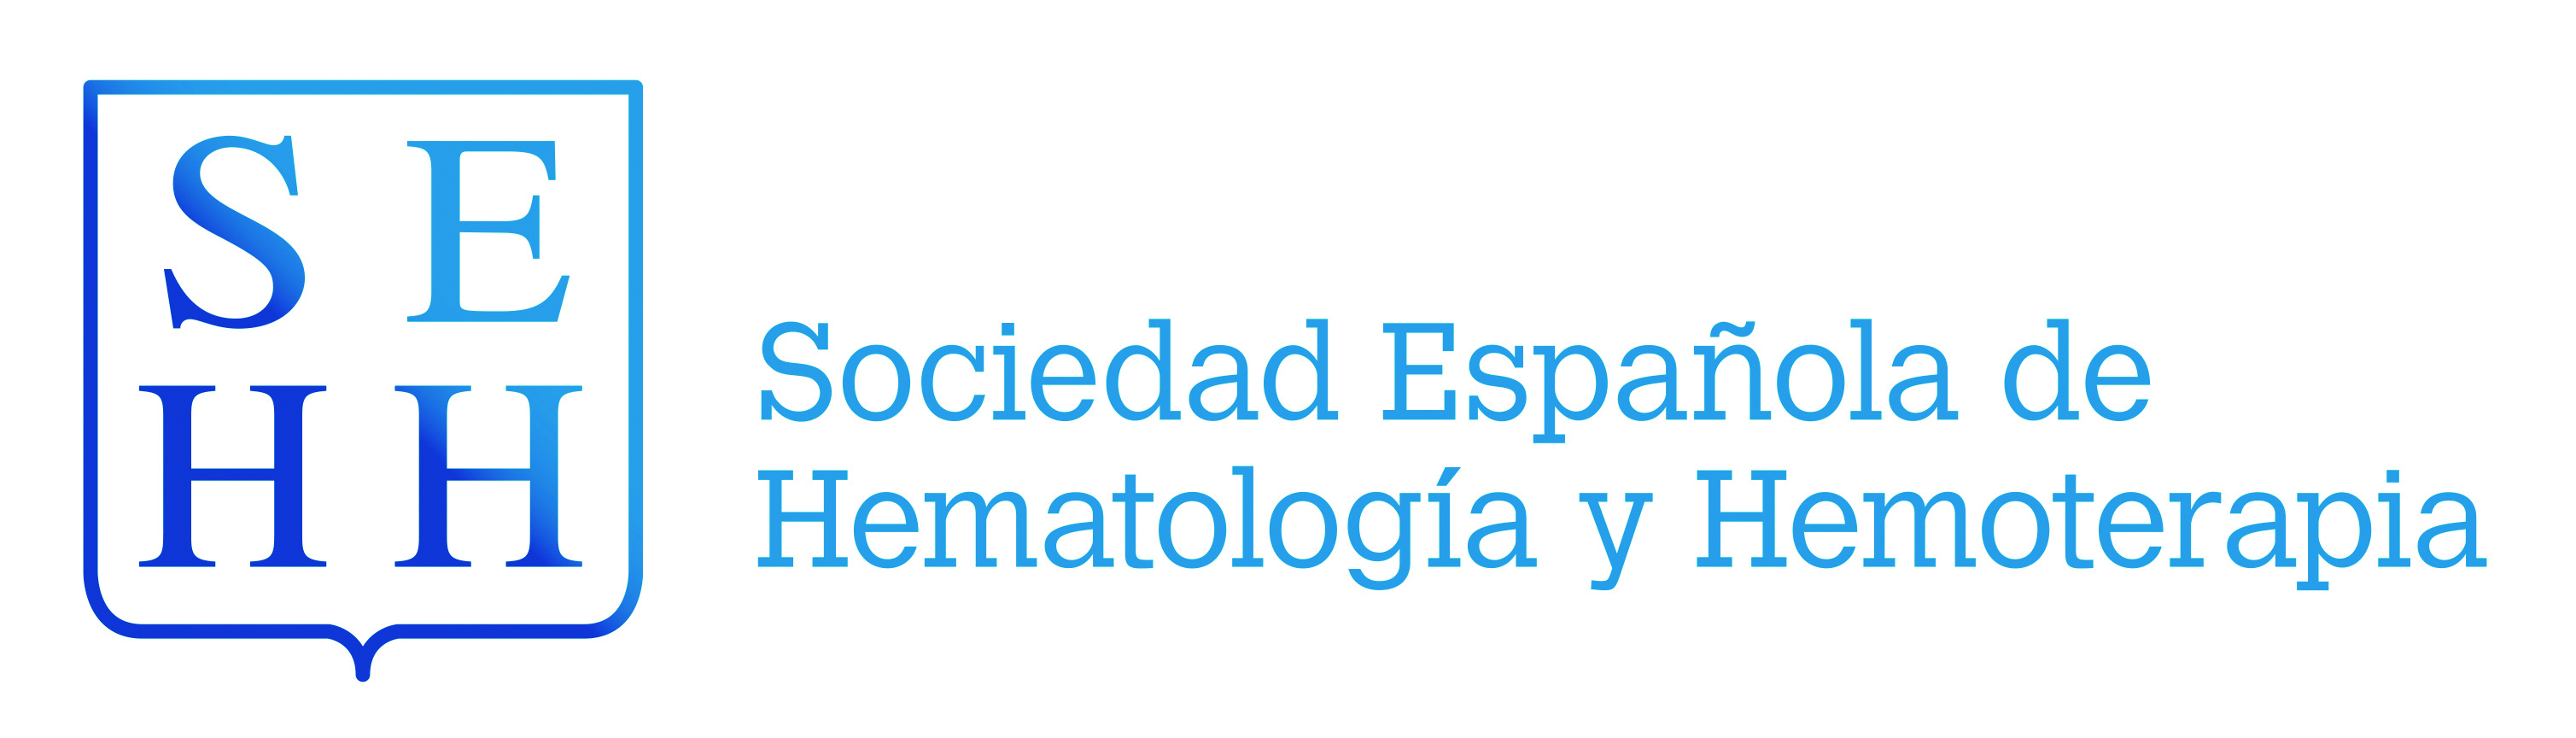 S E
H H
Sociedad Española de
Hematología y Hemoterapia